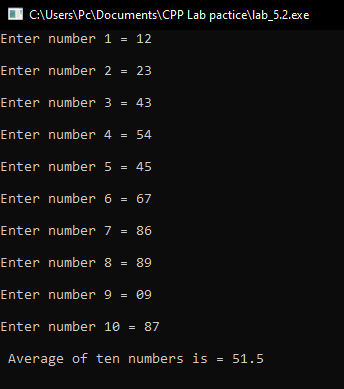 C:\Users\Pc\Documents\CPP Lab pactice\lab_5.2.exe
Enter number 1 = 12
Enter number 2 = 23
Enter number 3 = 43
Enter number 4 = 54
Enter number 5 = 45
Enter number 6 = 67
Enter number 7 = 86
Enter number 8 = 89
Enter number 9 = 09
Enter number 10 = 87
Average of ten numbers is = 51.5